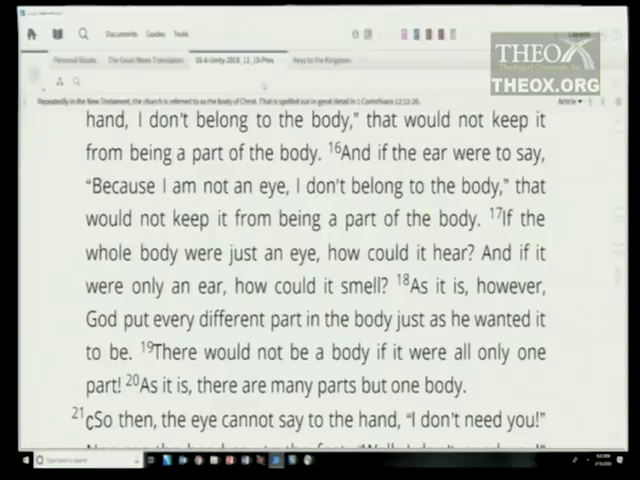 Documents Guides Tools
THEOX
THEOX.ORG
Personal Books The Good News Translation SS-6-Unity-2018_11_10-Pres Keys to the Kingdom
Repeatedly in the New Testament, the church is referred to as the body of Christ. That is spelled out in great detail in 1 Corinthians 12:12-26.
Article
hand, I don't belong to the body," that would not keep it
from being a part of the body. 16And if the ear were to say,
"Because I am not an eye, I don't belong to the body," that
would not keep it from being a part of the body. 17If the
whole body were just an eye, how could it hear? And if it
were only an ear, how could it smell? 18As it is, however,
God put every different part in the body just as he wanted it
to be. 19There would not be a body if it were all only one
part! 20As it is, there are many parts but one body.
21cSo then, the eye cannot say to the hand, "I don't need you!"